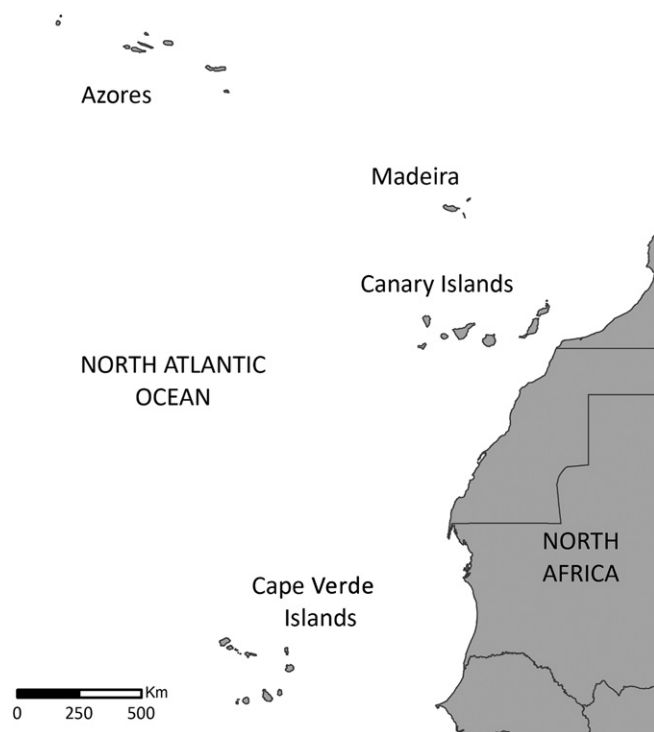 Azores
Madeira
Canary Islands
NORTH ATLANTIC
OCEAN
NORTH
AFRICA
Cape Verde
Islands
Km
0 250 500